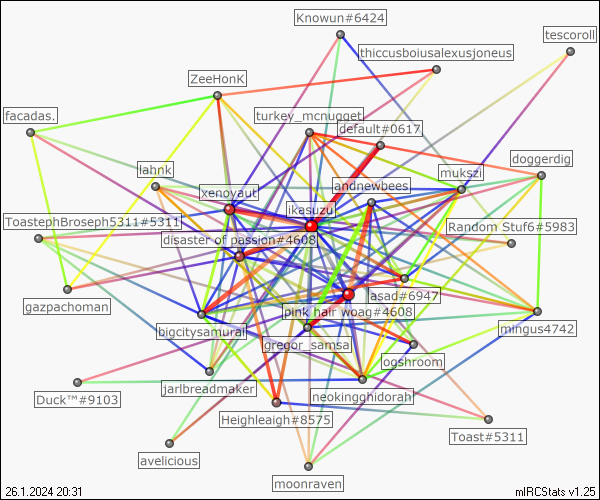 Knowun#6424
tescoroll
thiccusboiusalexusjoneus
ZeeHonK
facadas.
turkey_mcnugget
default#0617
doggerdig
lahnk
mukszi
xenoyaut
andnewbees
ikesuzu
ToastephBroseph5311#5311
Random Stuf6#5983
disaster of passion#4608
gazpachoman
lasad#6947
pink hair woag#4608
bigcitysamurai
mingus4742
gregor_samsa
ogshroom
jarlbreadmaker
neokingghidorah
Duck™#9103
Heighleaigh#8575
Toast#5311
avelicious
moonraven
26.1.2024 20:31
mIRCStats v1.25